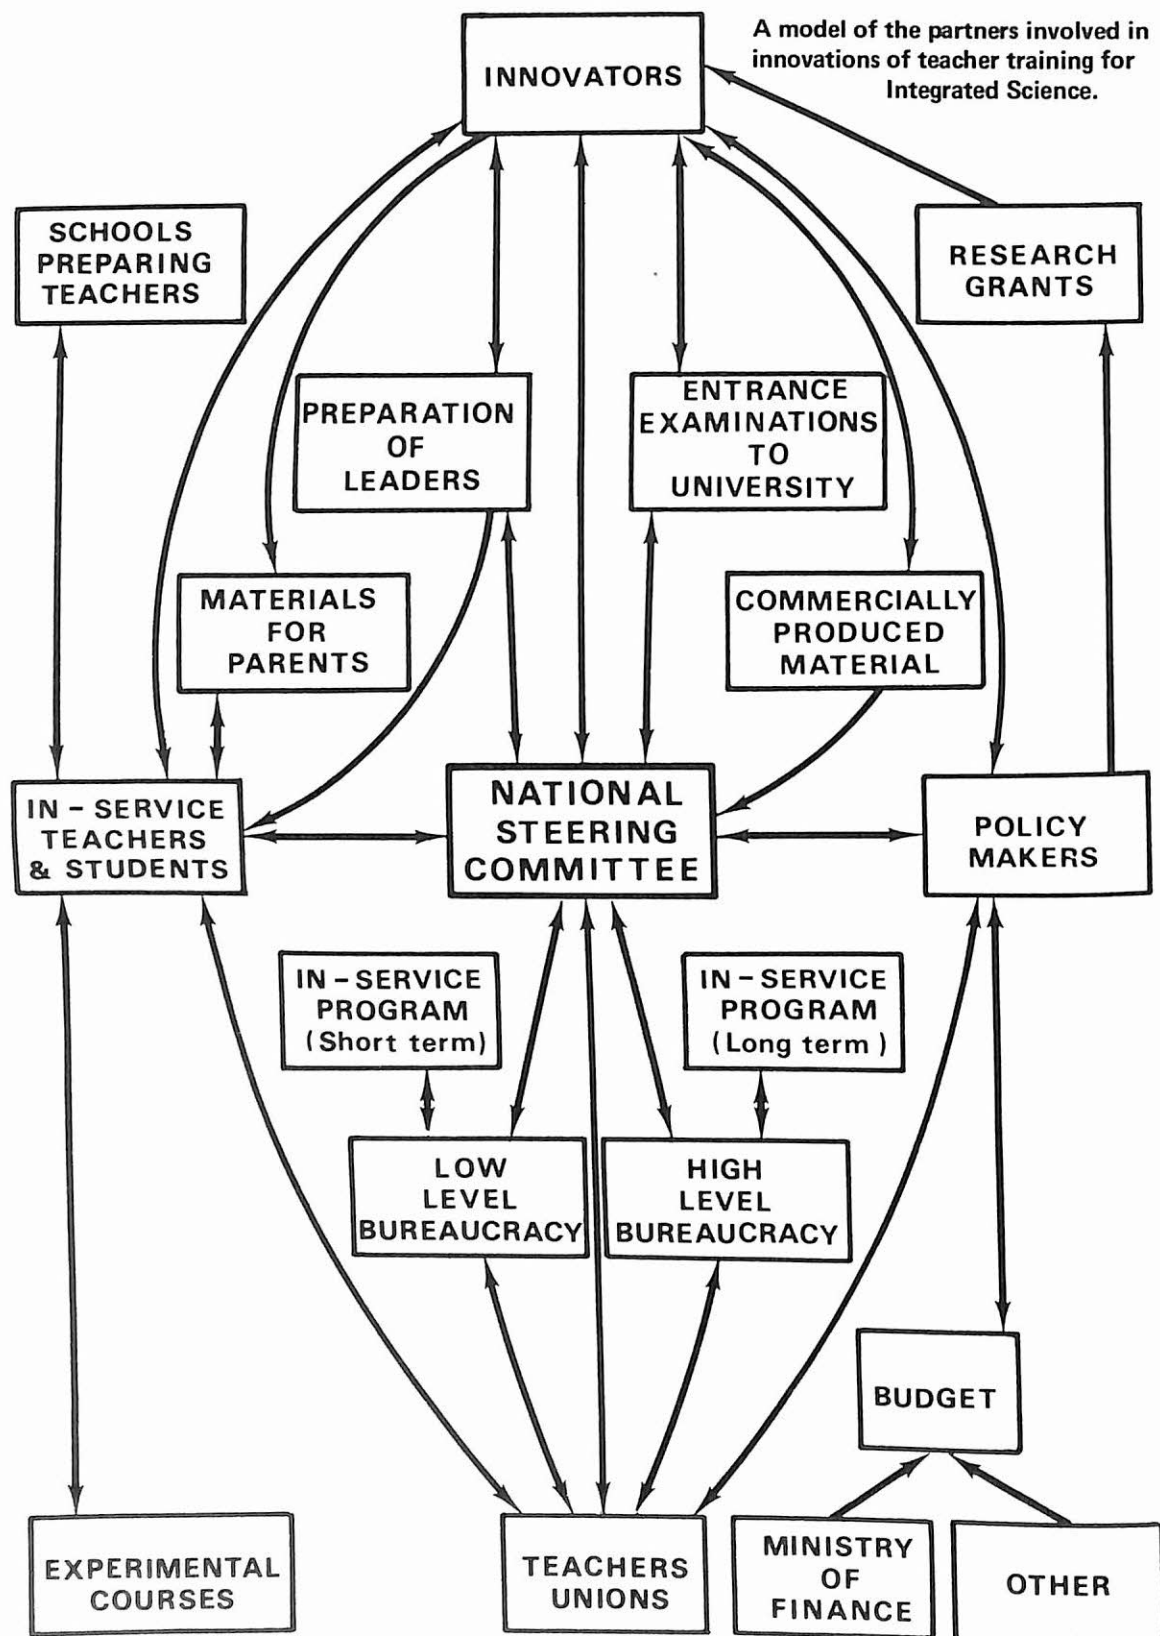 A model of the partners involved in
innovations of teacher training for
Integrated Science.
INNOVATORS
SCHOOLS
PREPARING
TEACHERS
RESEARCH
GRANTS
PREPARATION
OF
LEADERS
ENTRANCE
EXAMINATIONS
TO
UNIVERSITY
MATERIALS
FOR
PARENTS
COMMERCIALLY
PRODUCED
MATERIAL
IN-SERVICE
TEACHERS
& STUDENTS
NATIONAL
STEERING
COMMITTEE
POLICY
MAKERS
IN-SERVICE
PROGRAM
(Short term)
IN-SERVICE
PROGRAM
(Long term)
LOW
LEVEL
BUREAUCRACY
HIGH
LEVEL
BUREAUCRACY
BUDGET
EXPERIMENTAL
COURSES
TEACHERS
UNIONS
MINISTRY
OF
FINANCE
OTHER